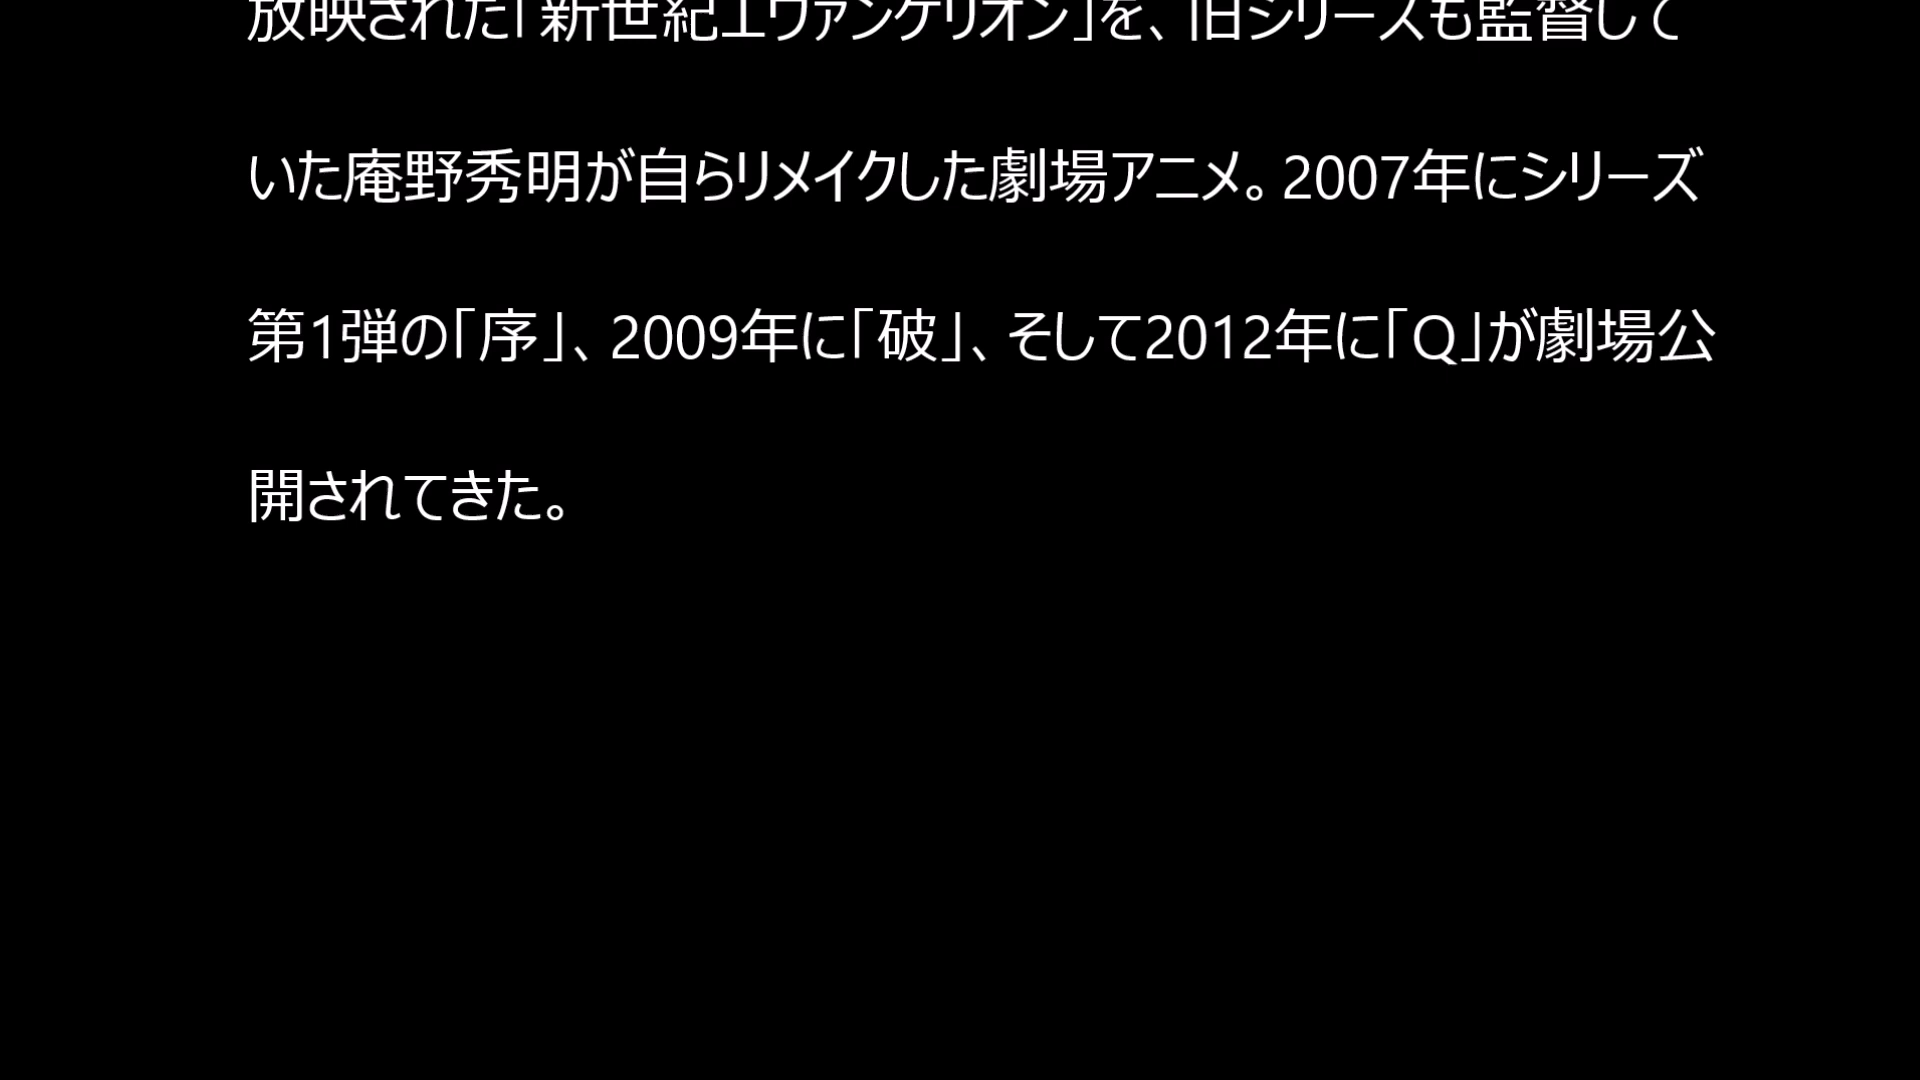 放映された「新世紀エヴァンゲリオン」を、旧シリーズも監督して
いた庵野秀明が自らリメイクした劇場アニメ。2007年にシリーズ
第1弾の「序」、2009年に「破」、そして2012年に「Q」が劇場公
開されてきた。